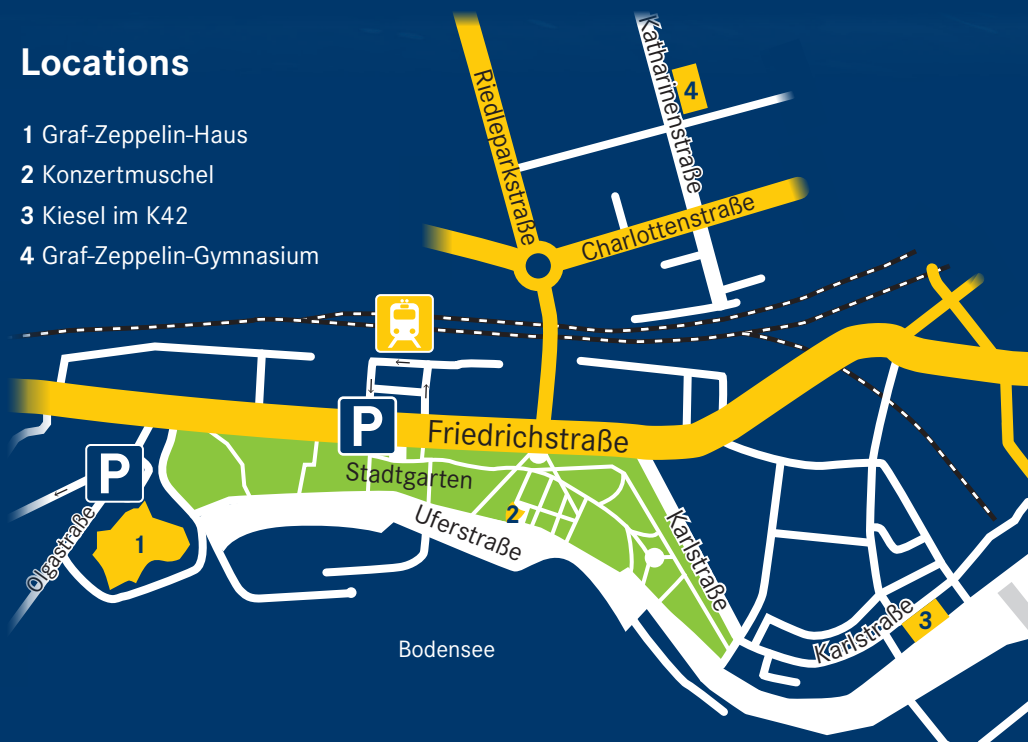 Locations
1 Graf-Zeppelin-Haus
2 Konzertmuschel
3 Kiesel im K42
4 Graf-Zeppelin-Gymnasium
Katharinenstraße
4
Riedleparkstraße
Charlottenstraße
P
Friedrichstraße
P
Stadtgarten
2
Uferstraße
1
Olgastraße
Karlstraße
Karlstraße
3
Bodensee